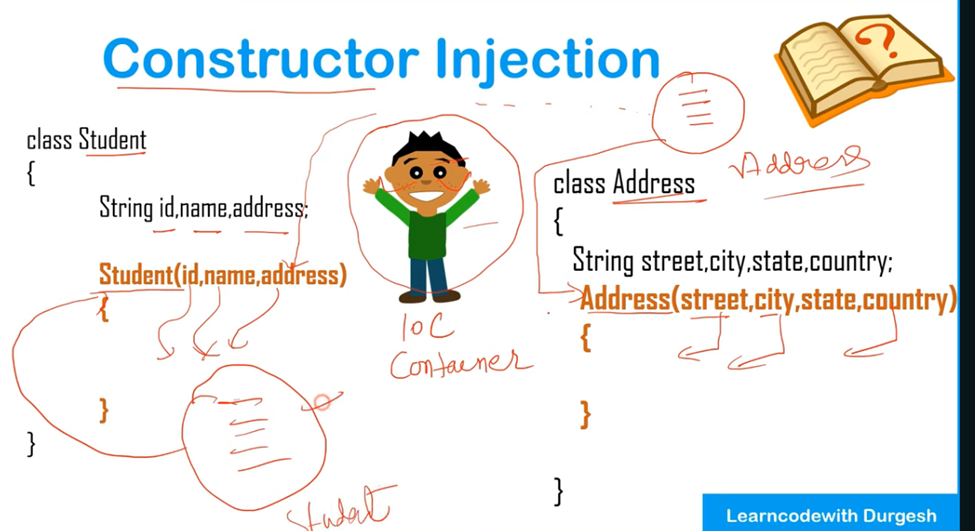 Constructor Injection
?
class Student
{
String id,name,address;
Student(id,name,address)
{
}
}
IOC
Container
Student
Address
class Address
{
String street,city,state,country;
Address(street,city,state,country)
{
}
}
Learncodewith Durgesh